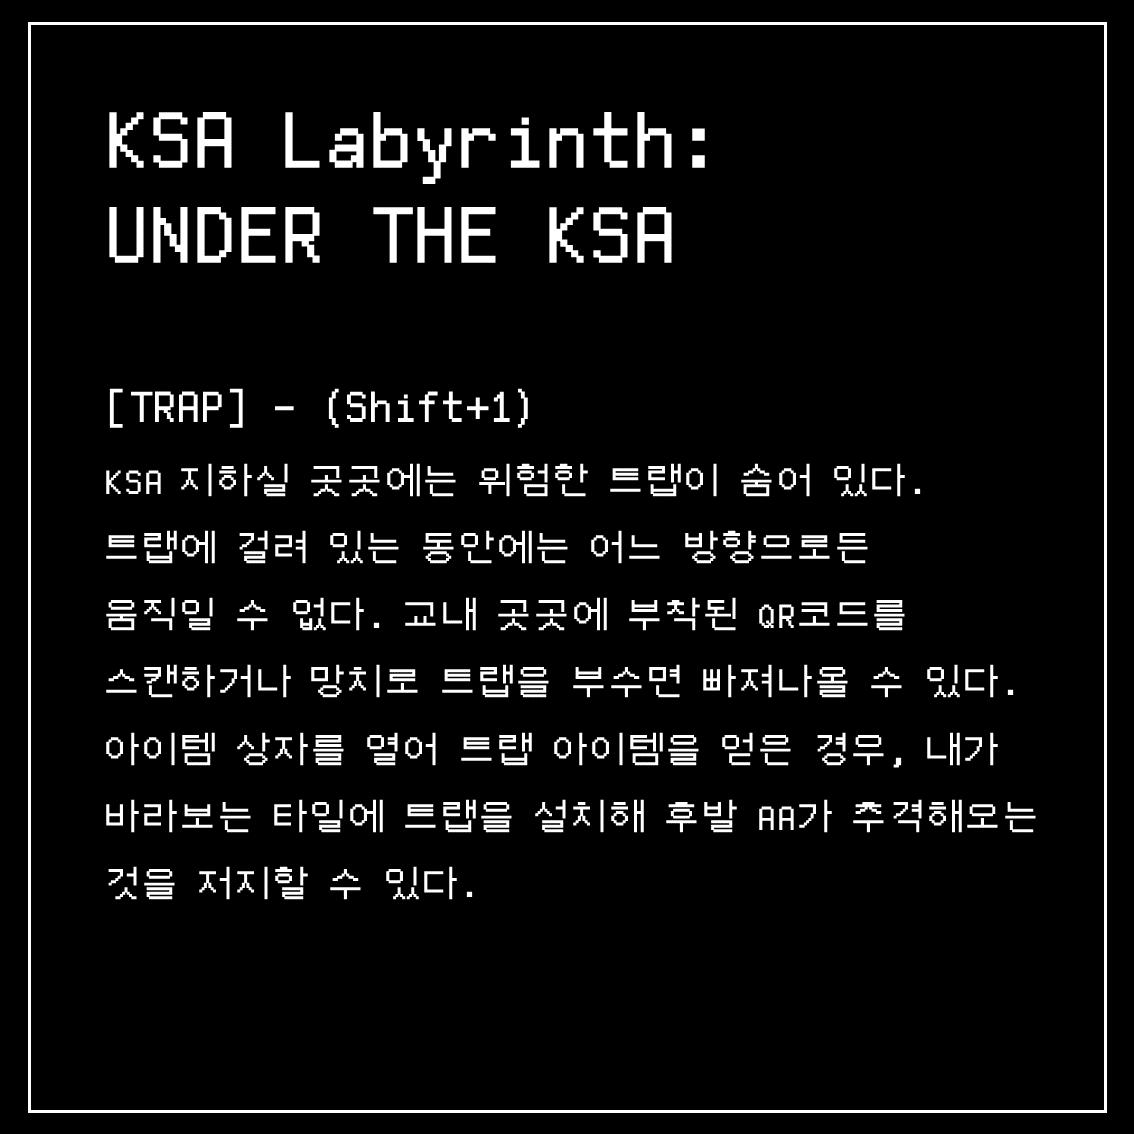 KSA Labyrinth:
UNDER THE KSA
[TRAP] - (Shift+1)
KSA 지하실 곳곳에는 위험한 트랩이 숨어 있다.
트랩에 걸려 있는 동안에는 어느 방향으로든
움직일 수 없다. 교내 곳곳에 부착된 QR코드를
스캔하거나 망치로 트랩을 부수면 빠져나올 수 있다.
아이템 상자를 열어 트랩 아이템을 얻은 경우, 내가
바라보는 타일에 트랩을 설치해 후발 AA가 추격해오는
것을 저지할 수 있다.